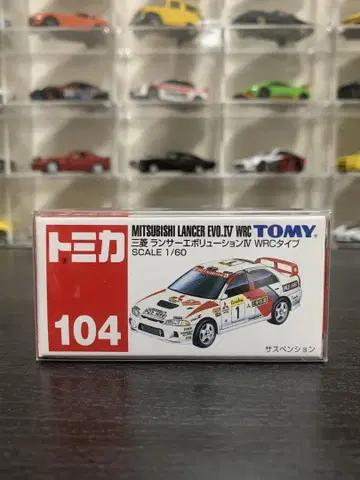 トミカ
104
MITSUBISHI LANCER EVO.IV WRC TOMY
三菱 ランサーエボリューションIV WRCタイプ
SCALE 1/60
1
サスペンション